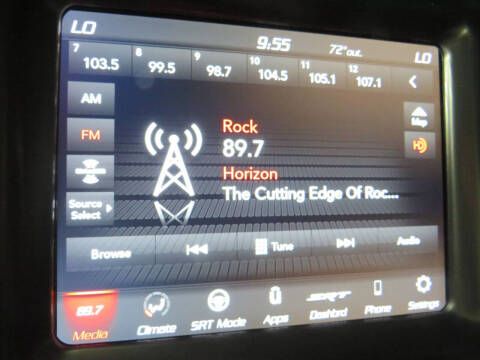 LO 9:55 72°out. LO
7 8 9 10 11 12
103.5 99.5 98.7 104.5 105.1 107.1
AM
Map
Rock
FM
89.7
HD
Horizon
The Cutting Edge Of Roc...
Source
Select
Browse Tune Audio
89.7
Media Climate SRT Mode Apps Dashbrd Phone Settings
SRT